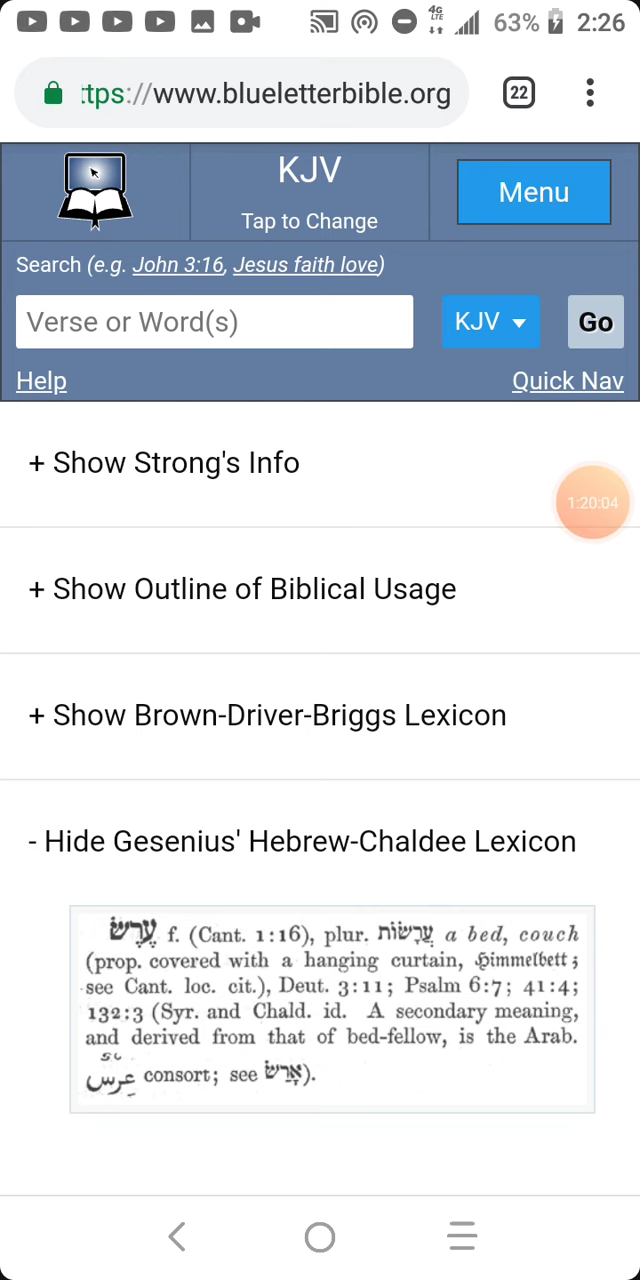 4G
LTE
63% 2:26
ttps://www.blueletterbible.org
22
KJV
Tap to Change
Menu
Search (e.g. John 3:16, Jesus faith love)
Verse or Word(s)
KJV
Go
Help
Quick Nav
+ Show Strong's Info
1:20:04
+ Show Outline of Biblical Usage
+ Show Brown-Driver-Briggs Lexicon
- Hide Gesenius' Hebrew-Chaldee Lexicon
עֶרֶשׂ f. (Cant. 1:16), plur. עֲרָשׂוֹת a bed, couch
(prop. covered with a hanging curtain, Himmelbett;
see Cant. loc. cit.), Deut. 3:11; Psalm 6:7; 41:4;
132:3 (Syr. and Chald. id. A secondary meaning,
and derived from that of bed-fellow, is the Arab.
عِرس consort; see אָרַשׂ).